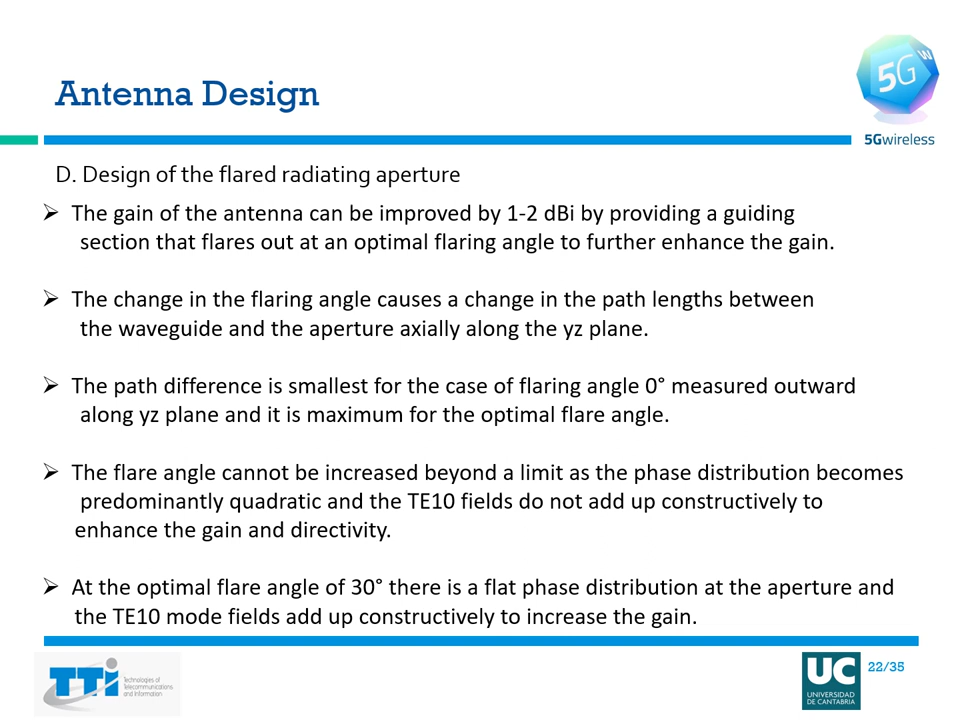 Antenna Design
5G W
5Gwireless
D. Design of the flared radiating aperture
➢ The gain of the antenna can be improved by 1-2 dBi by providing a guiding
section that flares out at an optimal flaring angle to further enhance the gain.
➢ The change in the flaring angle causes a change in the path lengths between
the waveguide and the aperture axially along the yz plane.
➢ The path difference is smallest for the case of flaring angle 0° measured outward
along yz plane and it is maximum for the optimal flare angle.
➢ The flare angle cannot be increased beyond a limit as the phase distribution becomes
predominantly quadratic and the TE10 fields do not add up constructively to
enhance the gain and directivity.
➢ At the optimal flare angle of 30° there is a flat phase distribution at the aperture and
the TE10 mode fields add up constructively to increase the gain.
TTi
Technologies of
Telecommunications
and Information
UC
UNIVERSIDAD
DE CANTABRIA
22/35